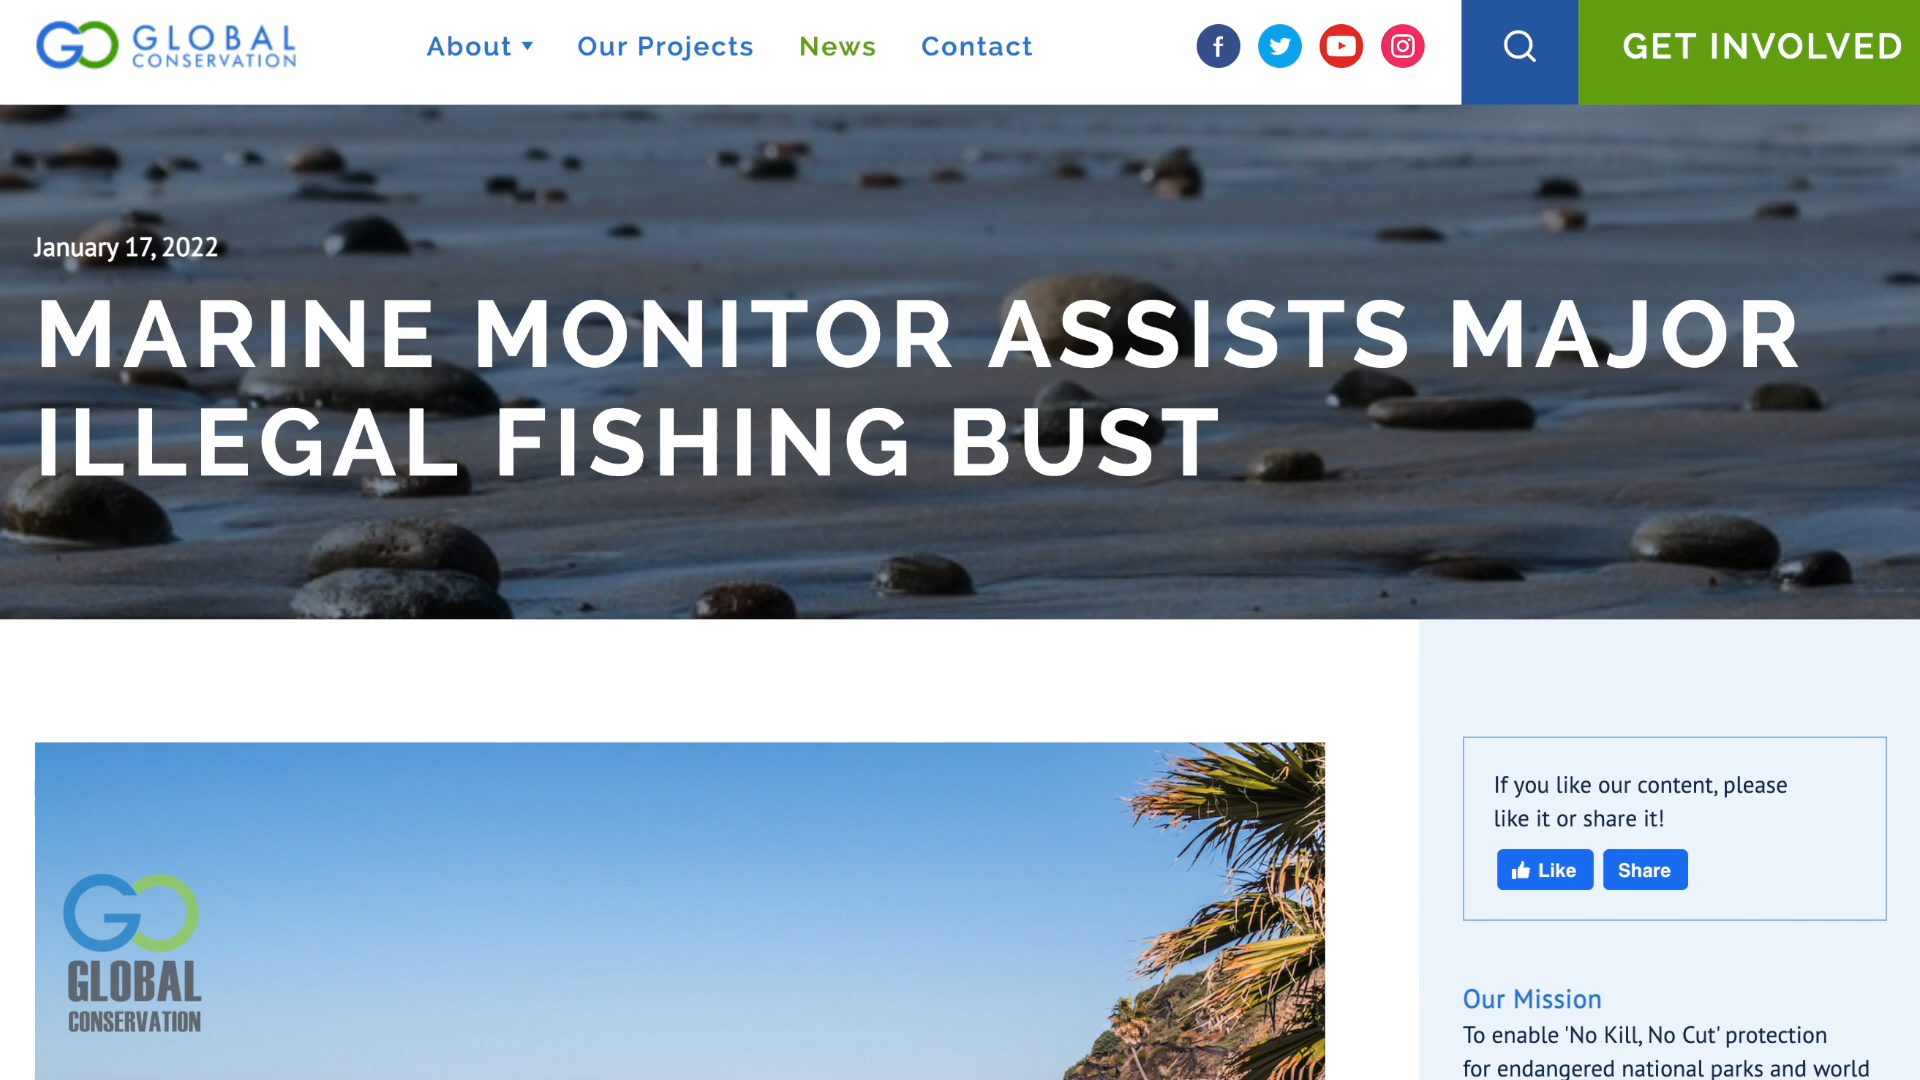 GLOBAL
CONSERVATION
About
Our Projects
News
Contact
GET INVOLVED
January 17, 2022
MARINE MONITOR ASSISTS MAJOR
ILLEGAL FISHING BUST
GLOBAL
CONSERVATION
If you like our content, please
like it or share it!
Like
Share
Our Mission
To enable 'No Kill, No Cut' protection
for endangered national parks and world